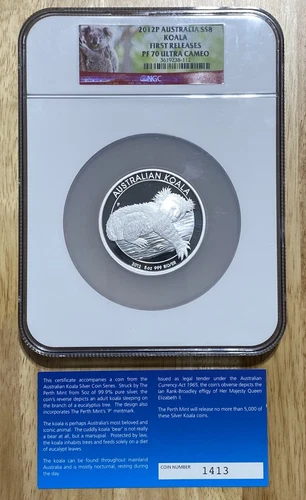 2012P AUSTRALIA S$8
KOALA
FIRST RELEASES
PF 70 ULTRA CAMEO
3619236-112
NGC
AUSTRALIAN KOALA
P
2012 5oz 999 SILVER
This certificate accompanies a coin from the
Australian Koala Silver Coin Series. Struck by The
Perth Mint from 5oz of 99.9% pure silver, the
coin's reverse depicts an adult koala sleeping on
the branch of a eucalyptus tree. The design also
incorporates The Perth Mint's 'P' mintmark.
The koala is perhaps Australia's most beloved and
iconic animal. The cuddly koala 'bear' is not really
a bear at all, but a marsupial. Protected by law,
the koala inhabits trees and feeds solely on a diet
of eucalypt leaves.
The koala can be found throughout mainland
Australia and is mostly nocturnal, resting during
the day.
Issued as legal tender under the Australian
Currency Act 1965, the coin's obverse depicts the
Ian Rank-Broadley effigy of Her Majesty Queen
Elizabeth II.
The Perth Mint will release no more than 5,000 of
these Silver Koala coins.
COIN NUMBER 1413